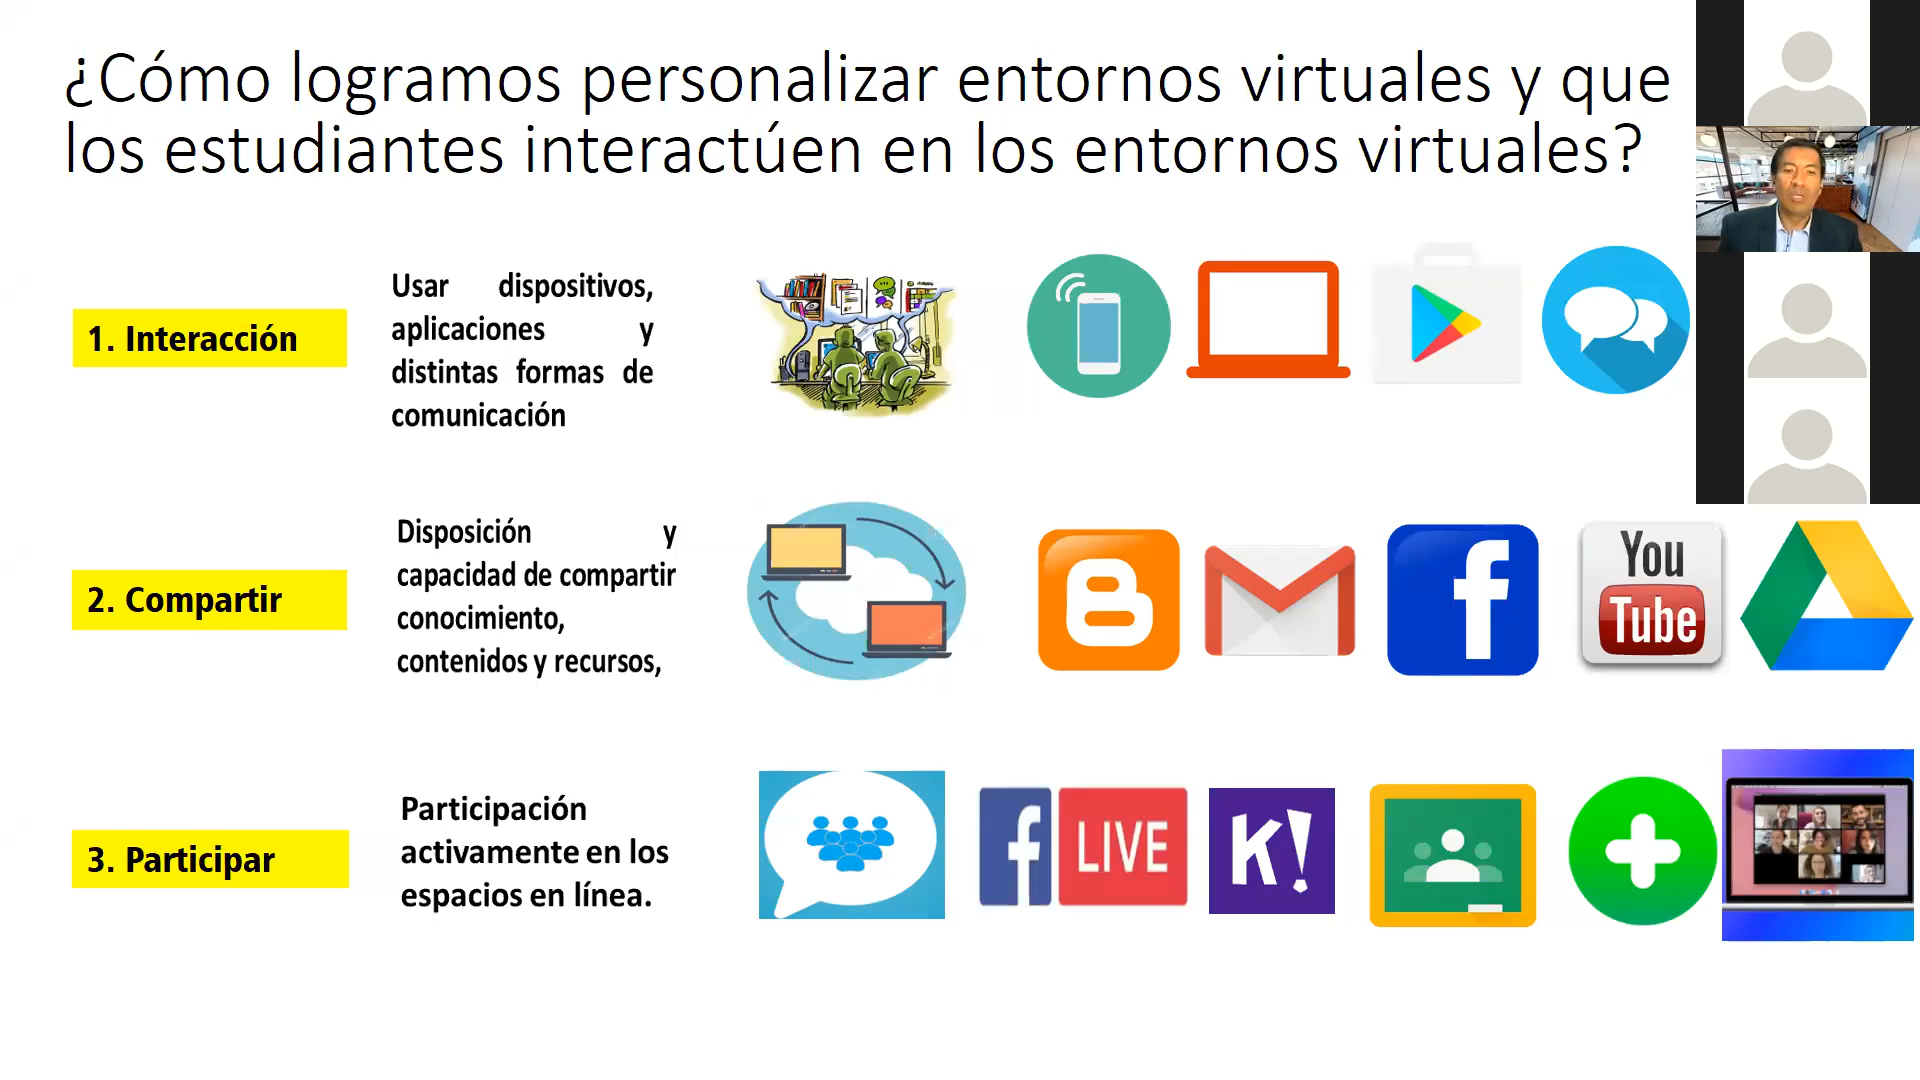 ¿Cómo logramos personalizar entornos virtuales y que
los estudiantes interactúen en los entornos virtuales?
1. Interacción
Usar dispositivos,
aplicaciones y
distintas formas de
comunicación
2. Compartir
Disposición y
capacidad de compartir
conocimiento,
contenidos y recursos,
You
Tube
3. Participar
Participación
activamente en los
espacios en línea.
f LIVE
K!